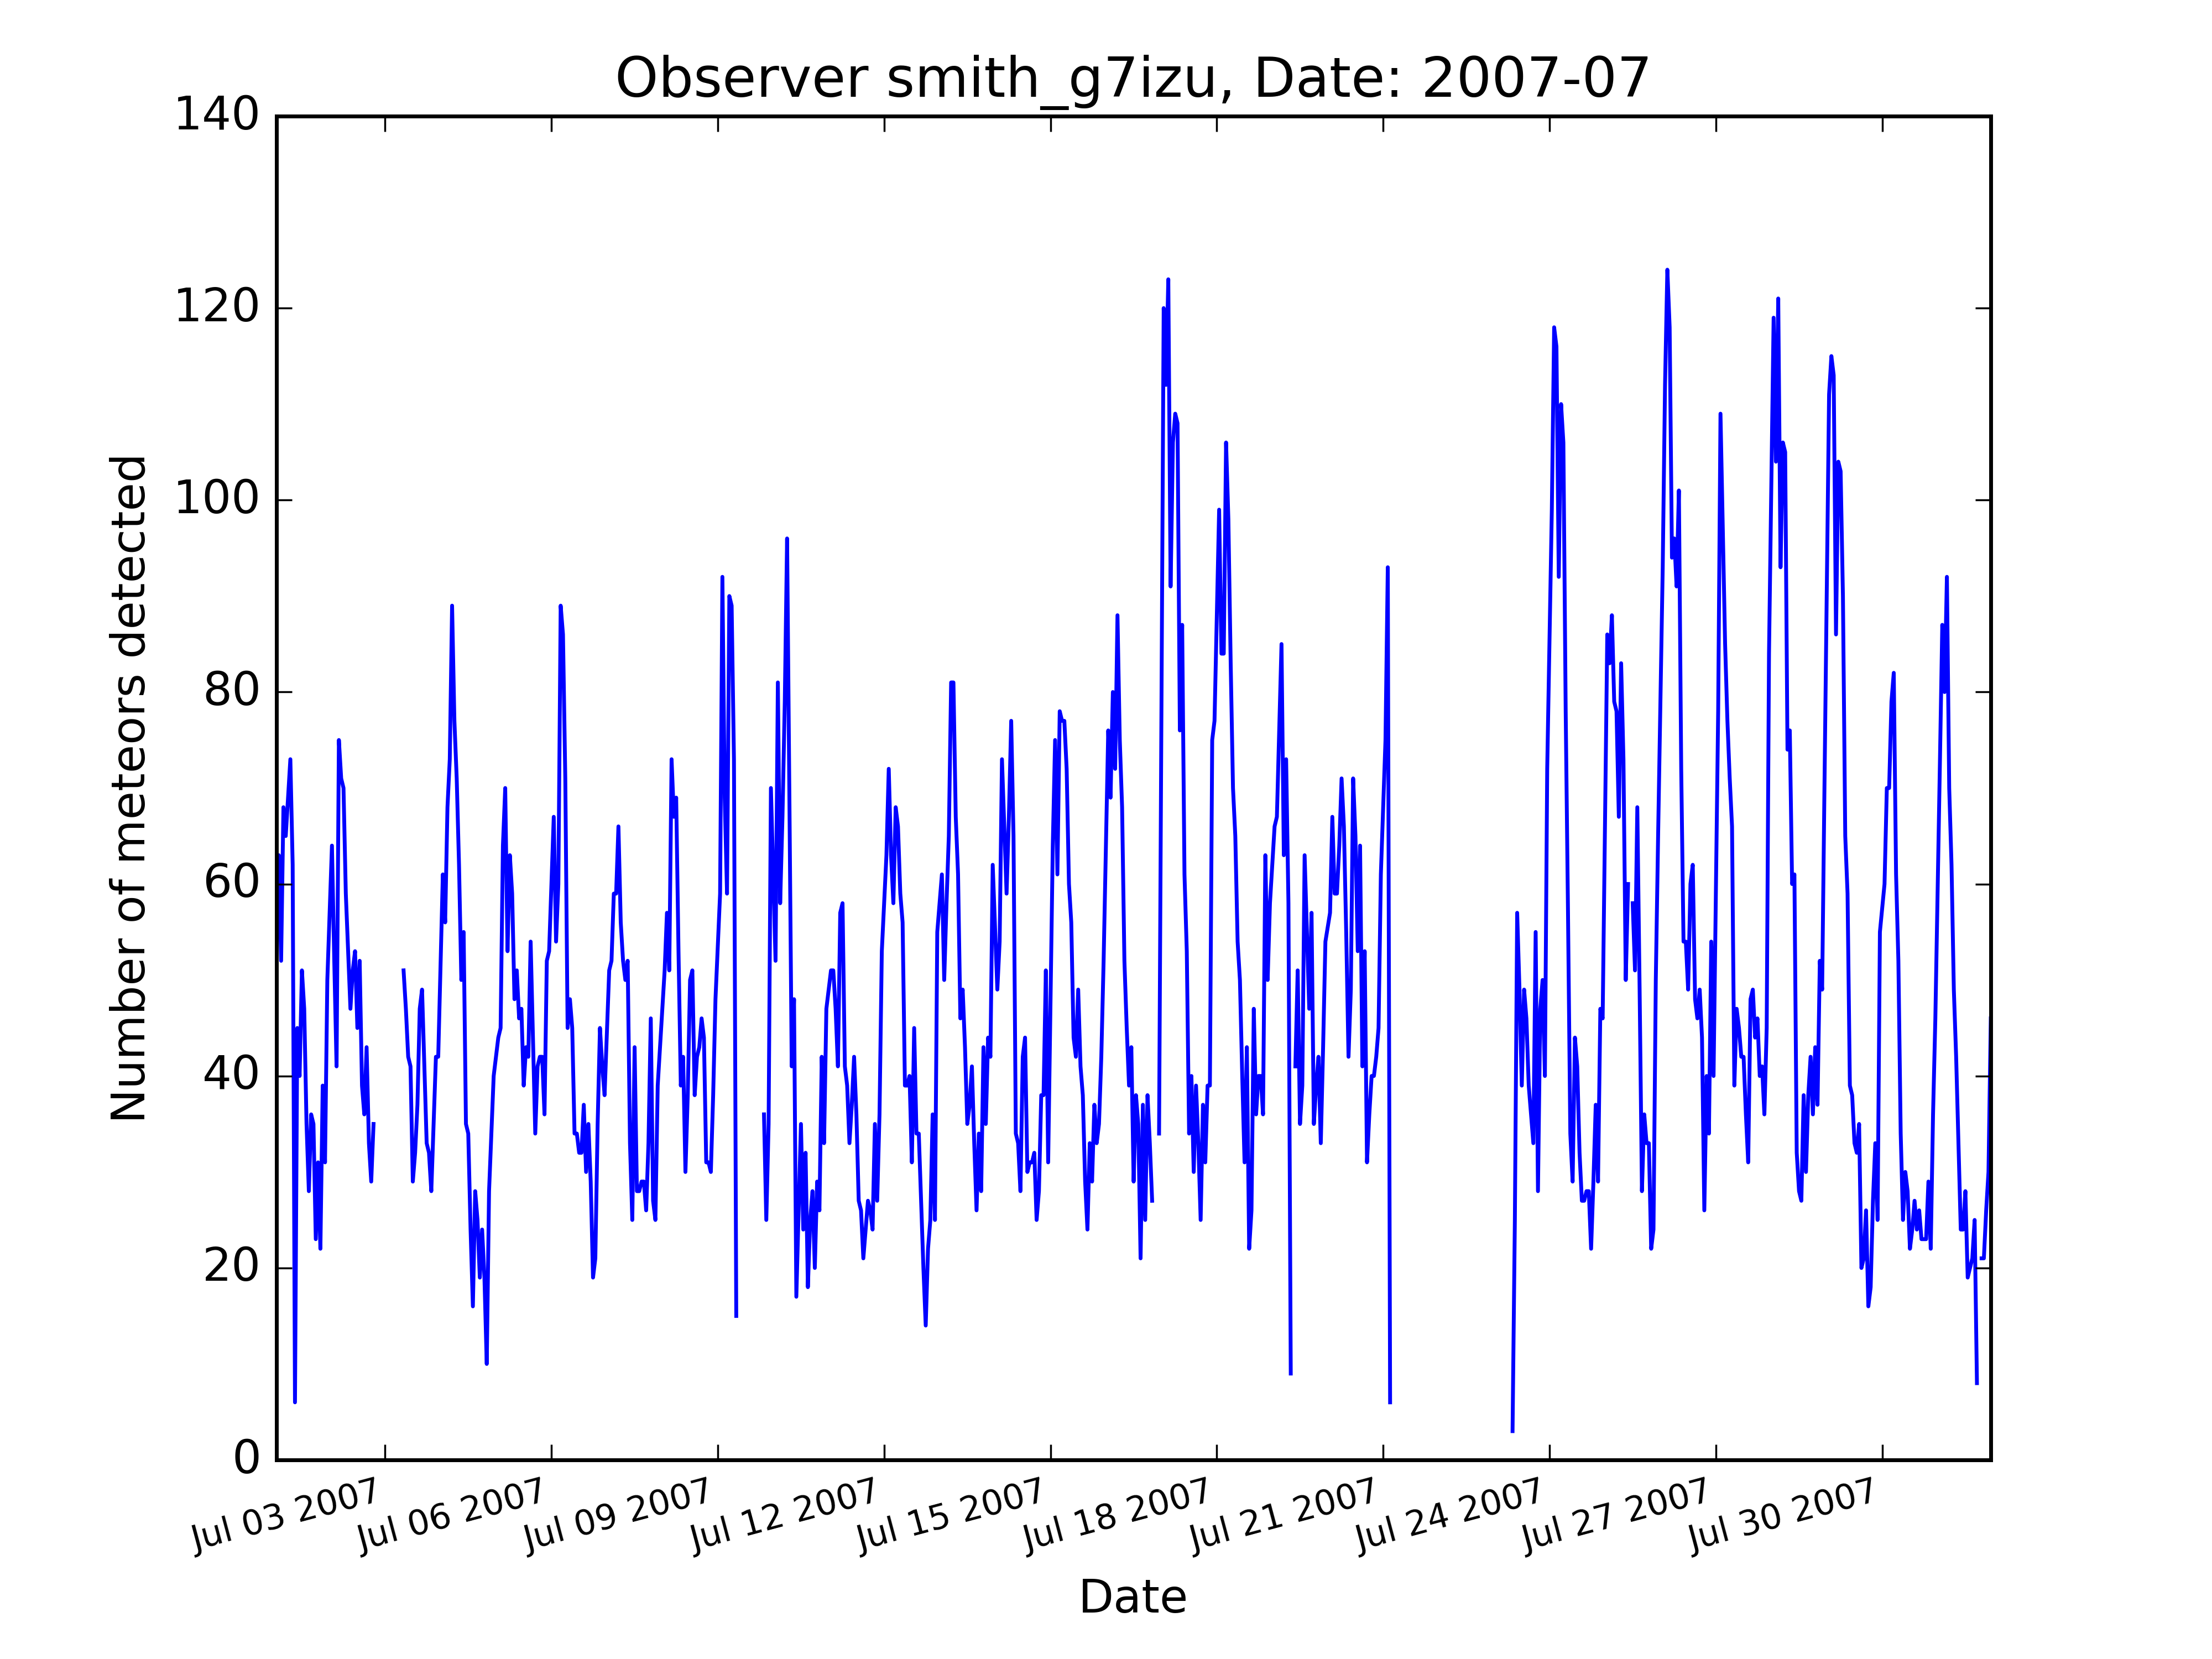 Observer smith_g7izu, Date: 2007-07
140
120
100
80
60
40
20
0
Number of meteors detected
Jul 03 2007
Jul 06 2007
Jul 09 2007
Jul 12 2007
Jul 15 2007
Jul 18 2007
Jul 21 2007
Jul 24 2007
Jul 27 2007
Jul 30 2007
Date